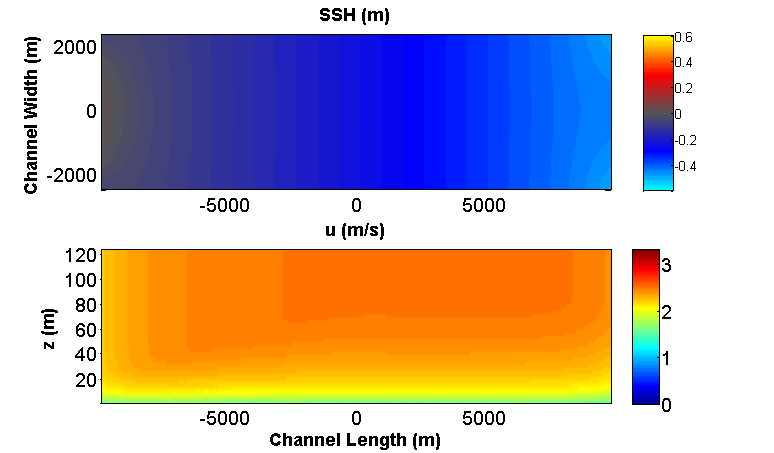 SSH (m)
Channel Width (m)
2000
0
-2000
-5000 0 5000
0.6
0.4
0.2
0
-0.2
-0.4
u (m/s)
z (m)
120
100
80
60
40
20
-5000 0 5000
Channel Length (m)
3
2
1
0